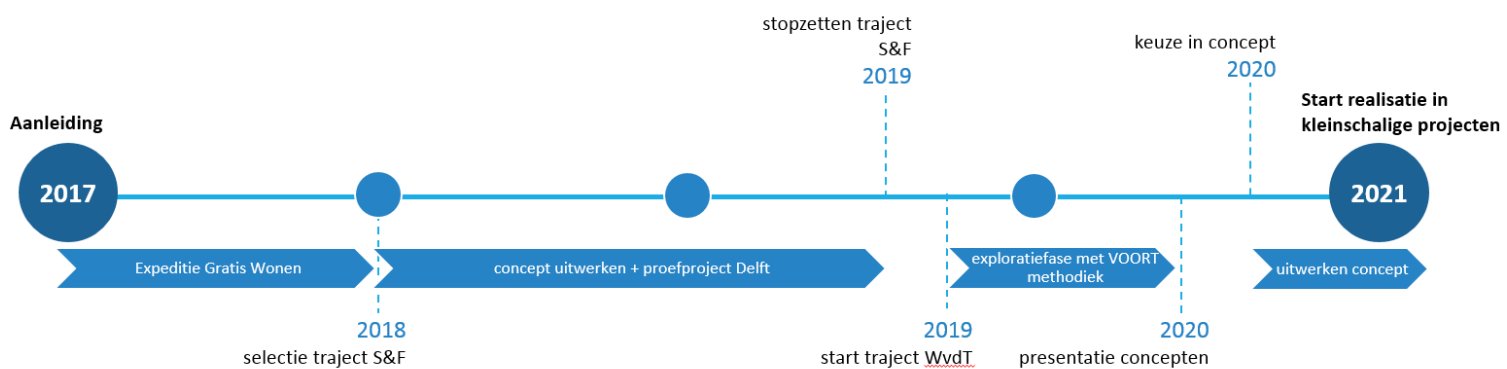 stopzetten traject
S&F
2019
keuze in concept
2020
Aanleiding
Start realisatie in
kleinschalige projecten
2017
2021
Expeditie Gratis Wonen
concept uitwerken + proefproject Delft
exploratiefase met VOORT
methodiek
uitwerken concept
2018
selectie traject S&F
2019
start traject WvdT
2020
presentatie concepten